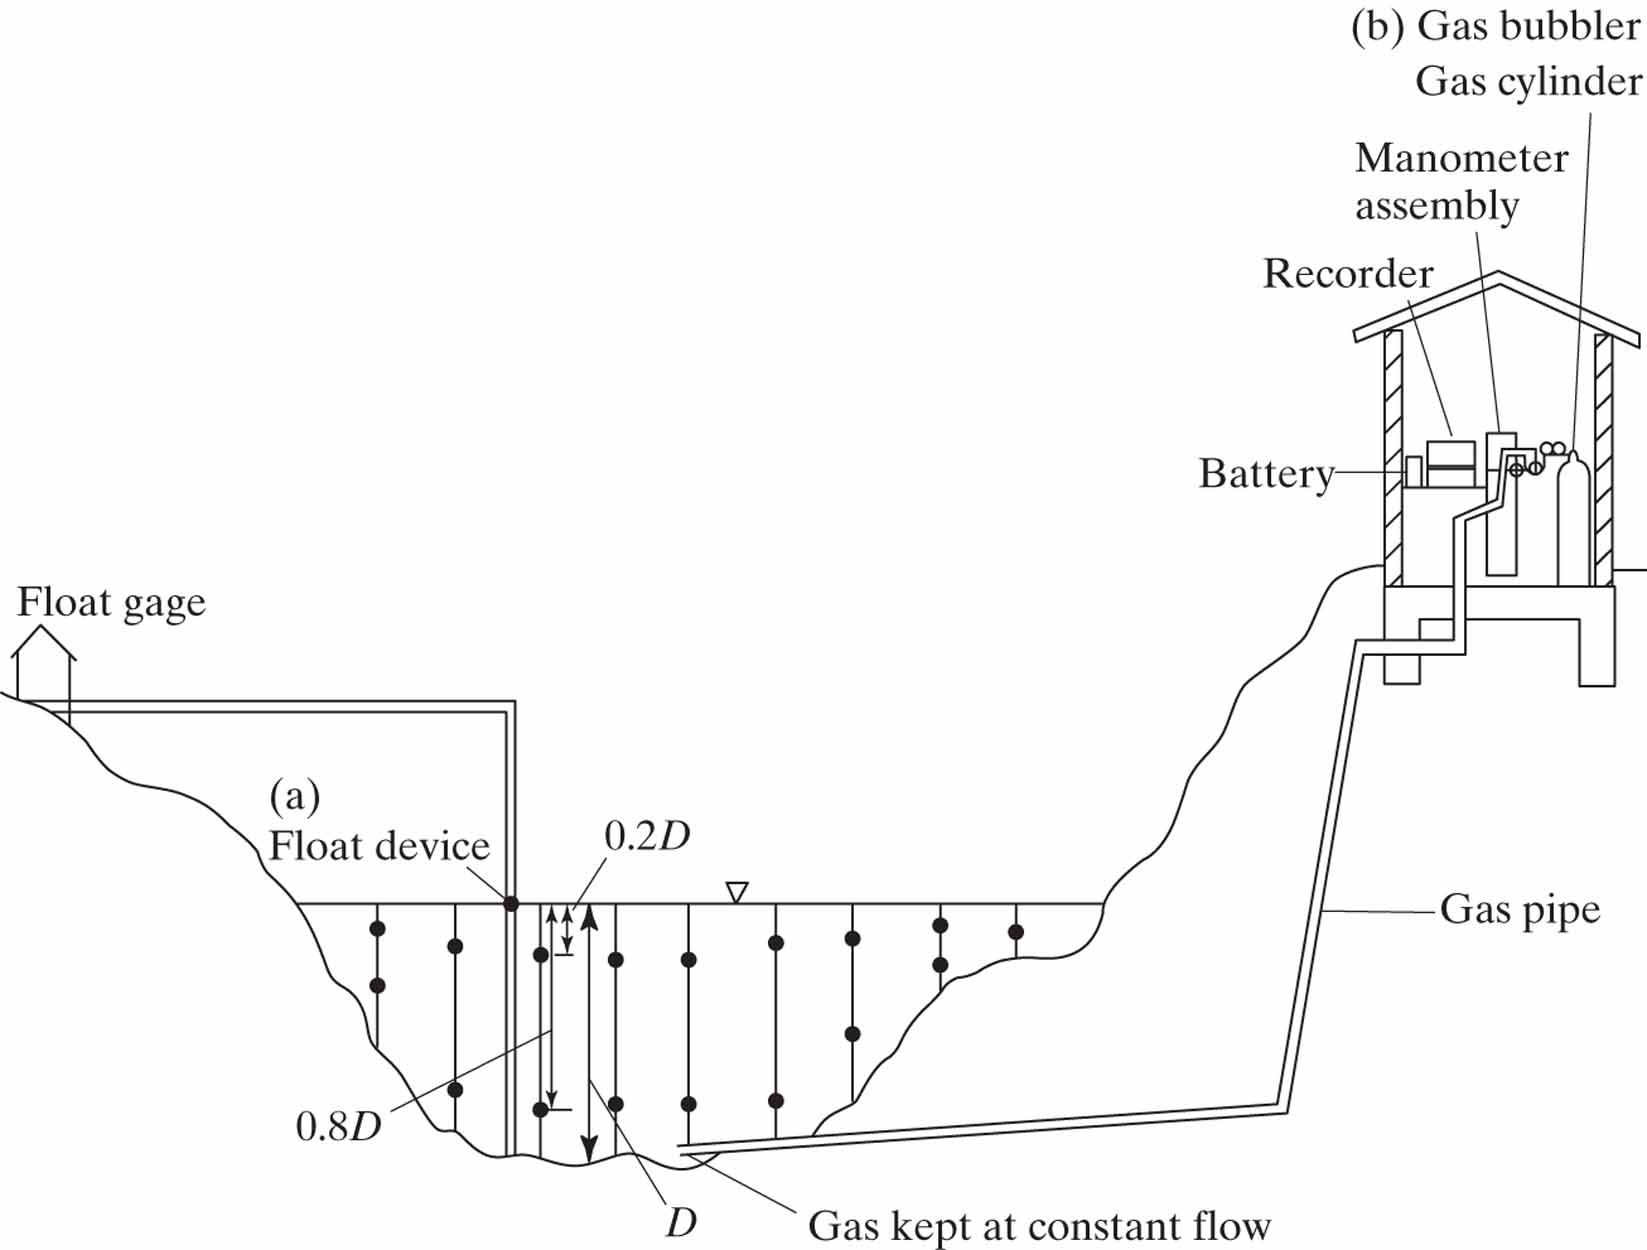 (b) Gas bubbler
Gas cylinder
Manometer
assembly
Recorder
Battery
Float gage
(a)
Float device
0.2D
Gas pipe
0.8D
D
Gas kept at constant flow